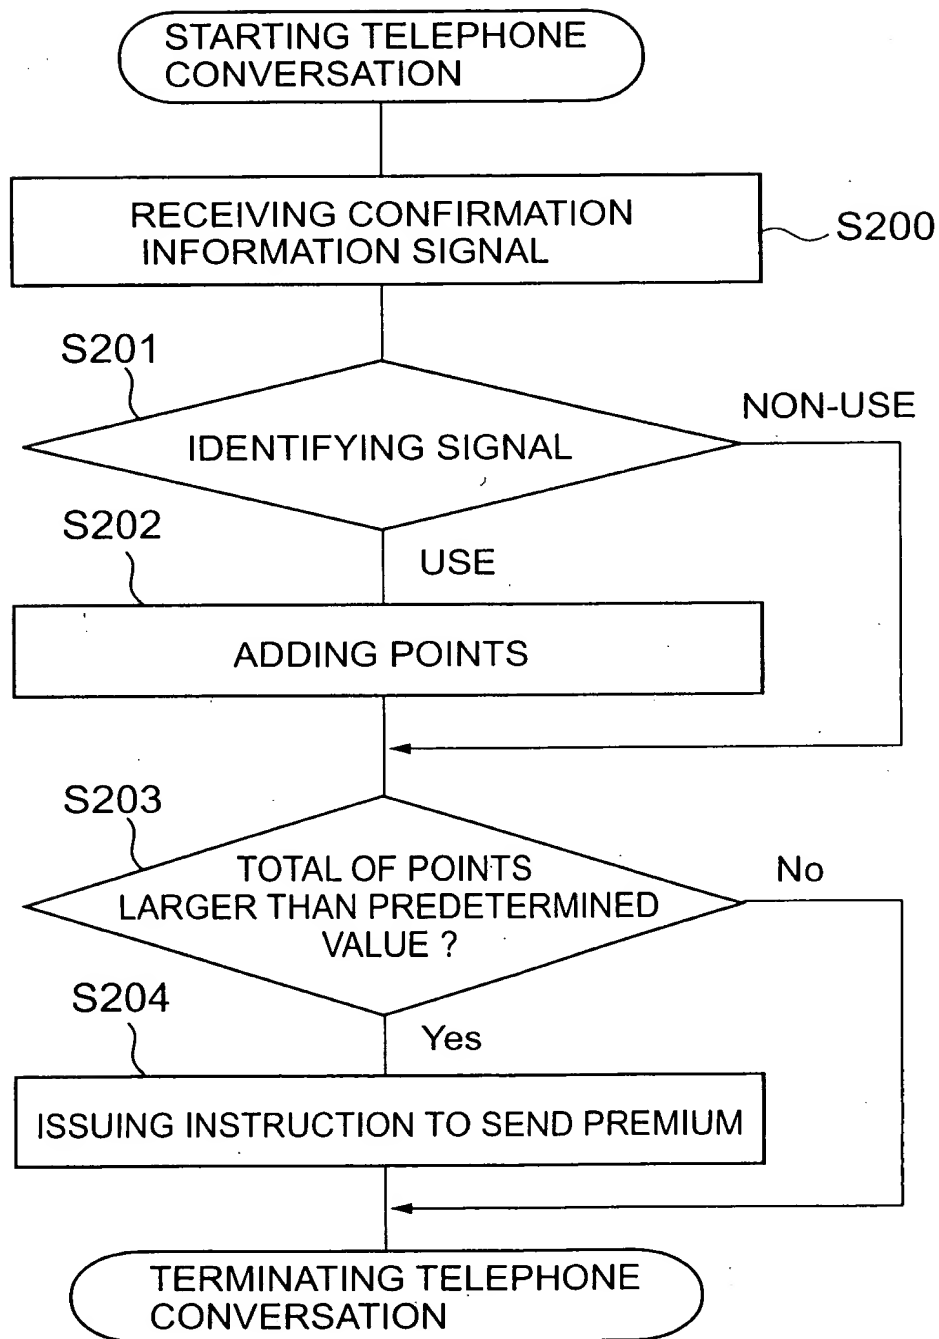 STARTING TELEPHONE
CONVERSATION
RECEIVING CONFIRMATION
INFORMATION SIGNAL
S200
S201
NON-USE
IDENTIFYING SIGNAL
S202
USE
ADDING POINTS
S203
TOTAL OF POINTS
LARGER THAN PREDETERMINED
VALUE ?
No
S204
Yes
ISSUING INSTRUCTION TO SEND PREMIUM
TERMINATING TELEPHONE
CONVERSATION